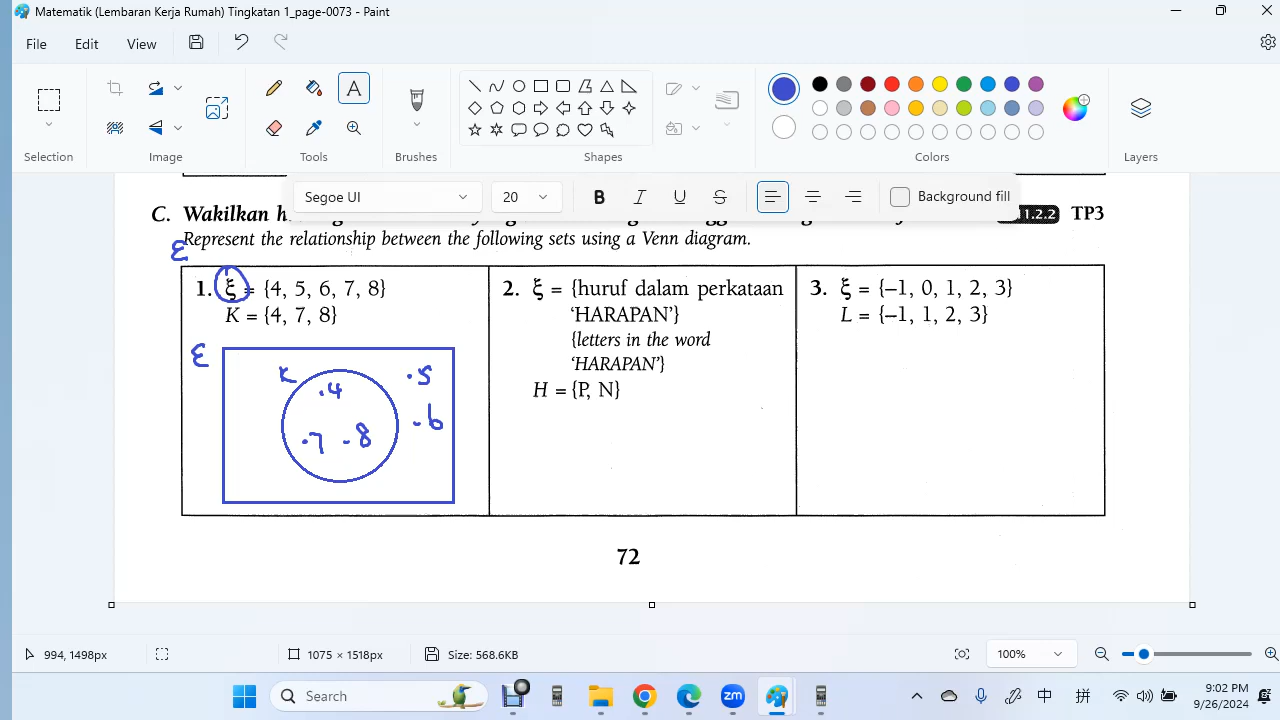 Matematik (Lembaran Kerja Rumah) Tingkatan 1_page-0073 - Paint
File Edit View
Selection Image Tools Brushes Shapes Colors Layers
Segoe UI 20 B I U S Background fill
C. Wakilkan 1.2.2 TP3
ξ
Represent the relationship between the following sets using a Venn diagram.
1. ξ = {4, 5, 6, 7, 8}
K = {4, 7, 8}
ξ
K .4 .5
.7 .8 .6
2. ξ = {huruf dalam perkataan
‘HARAPAN’}
{letters in the word
‘HARAPAN’}
H = {P, N}
3. ξ = {–1, 0, 1, 2, 3}
L = {–1, 1, 2, 3}
72
994, 1498px 1075 × 1518px Size: 568.6KB 100%
Search zm 中 拼 9:02 PM
9/26/2024